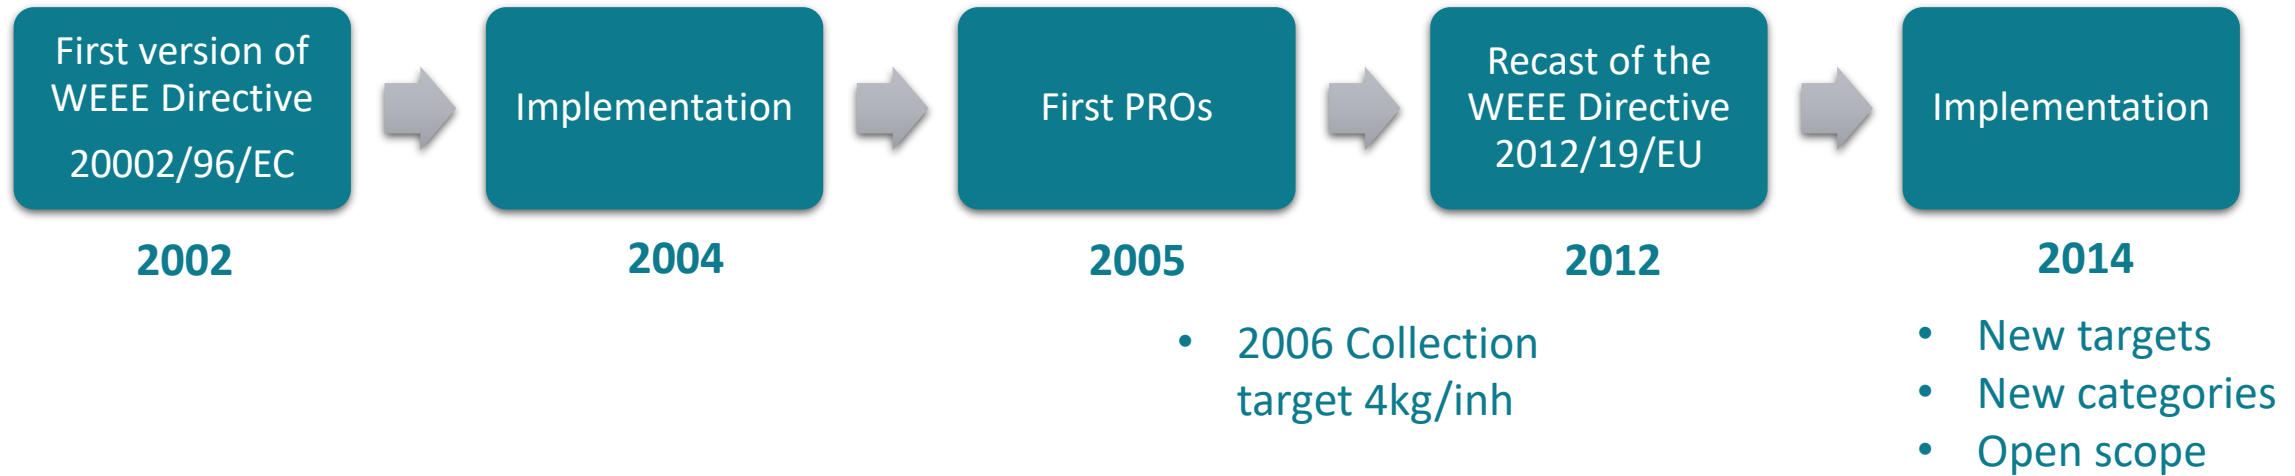 First version of
WEEE Directive
20002/96/EC
Implementation
First PROs
Recast of the
WEEE Directive
2012/19/EU
Implementation
2002
2004
2005
2012
2014
• 2006 Collection
target 4kg/inh
• New targets
• New categories
• Open scope